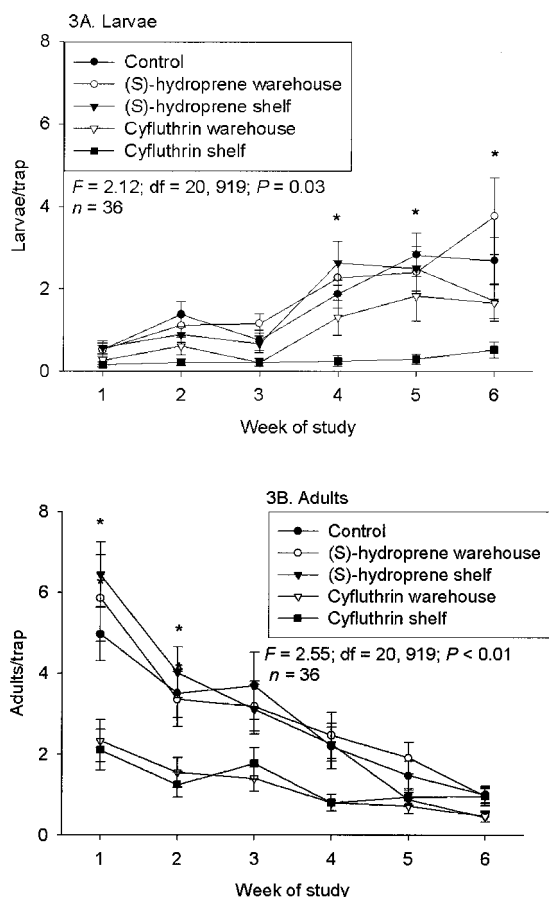 3A. Larvae
8
Control
(S)-hydroprene warehouse
(S)-hydroprene shelf
Cyfluthrin warehouse
Cyfluthrin shelf
6
F = 2.12; df = 20, 919; P = 0.03
n = 36
*
*
*
4
2
0
Larvae/trap
1 2 3 4 5 6
Week of study
3B. Adults
8
Control
(S)-hydroprene warehouse
(S)-hydroprene shelf
Cyfluthrin warehouse
Cyfluthrin shelf
*
*
*
*
6
F = 2.55; df = 20, 919; P < 0.01
n = 36
4
2
0
Adults/trap
1 2 3 4 5 6
Week of study